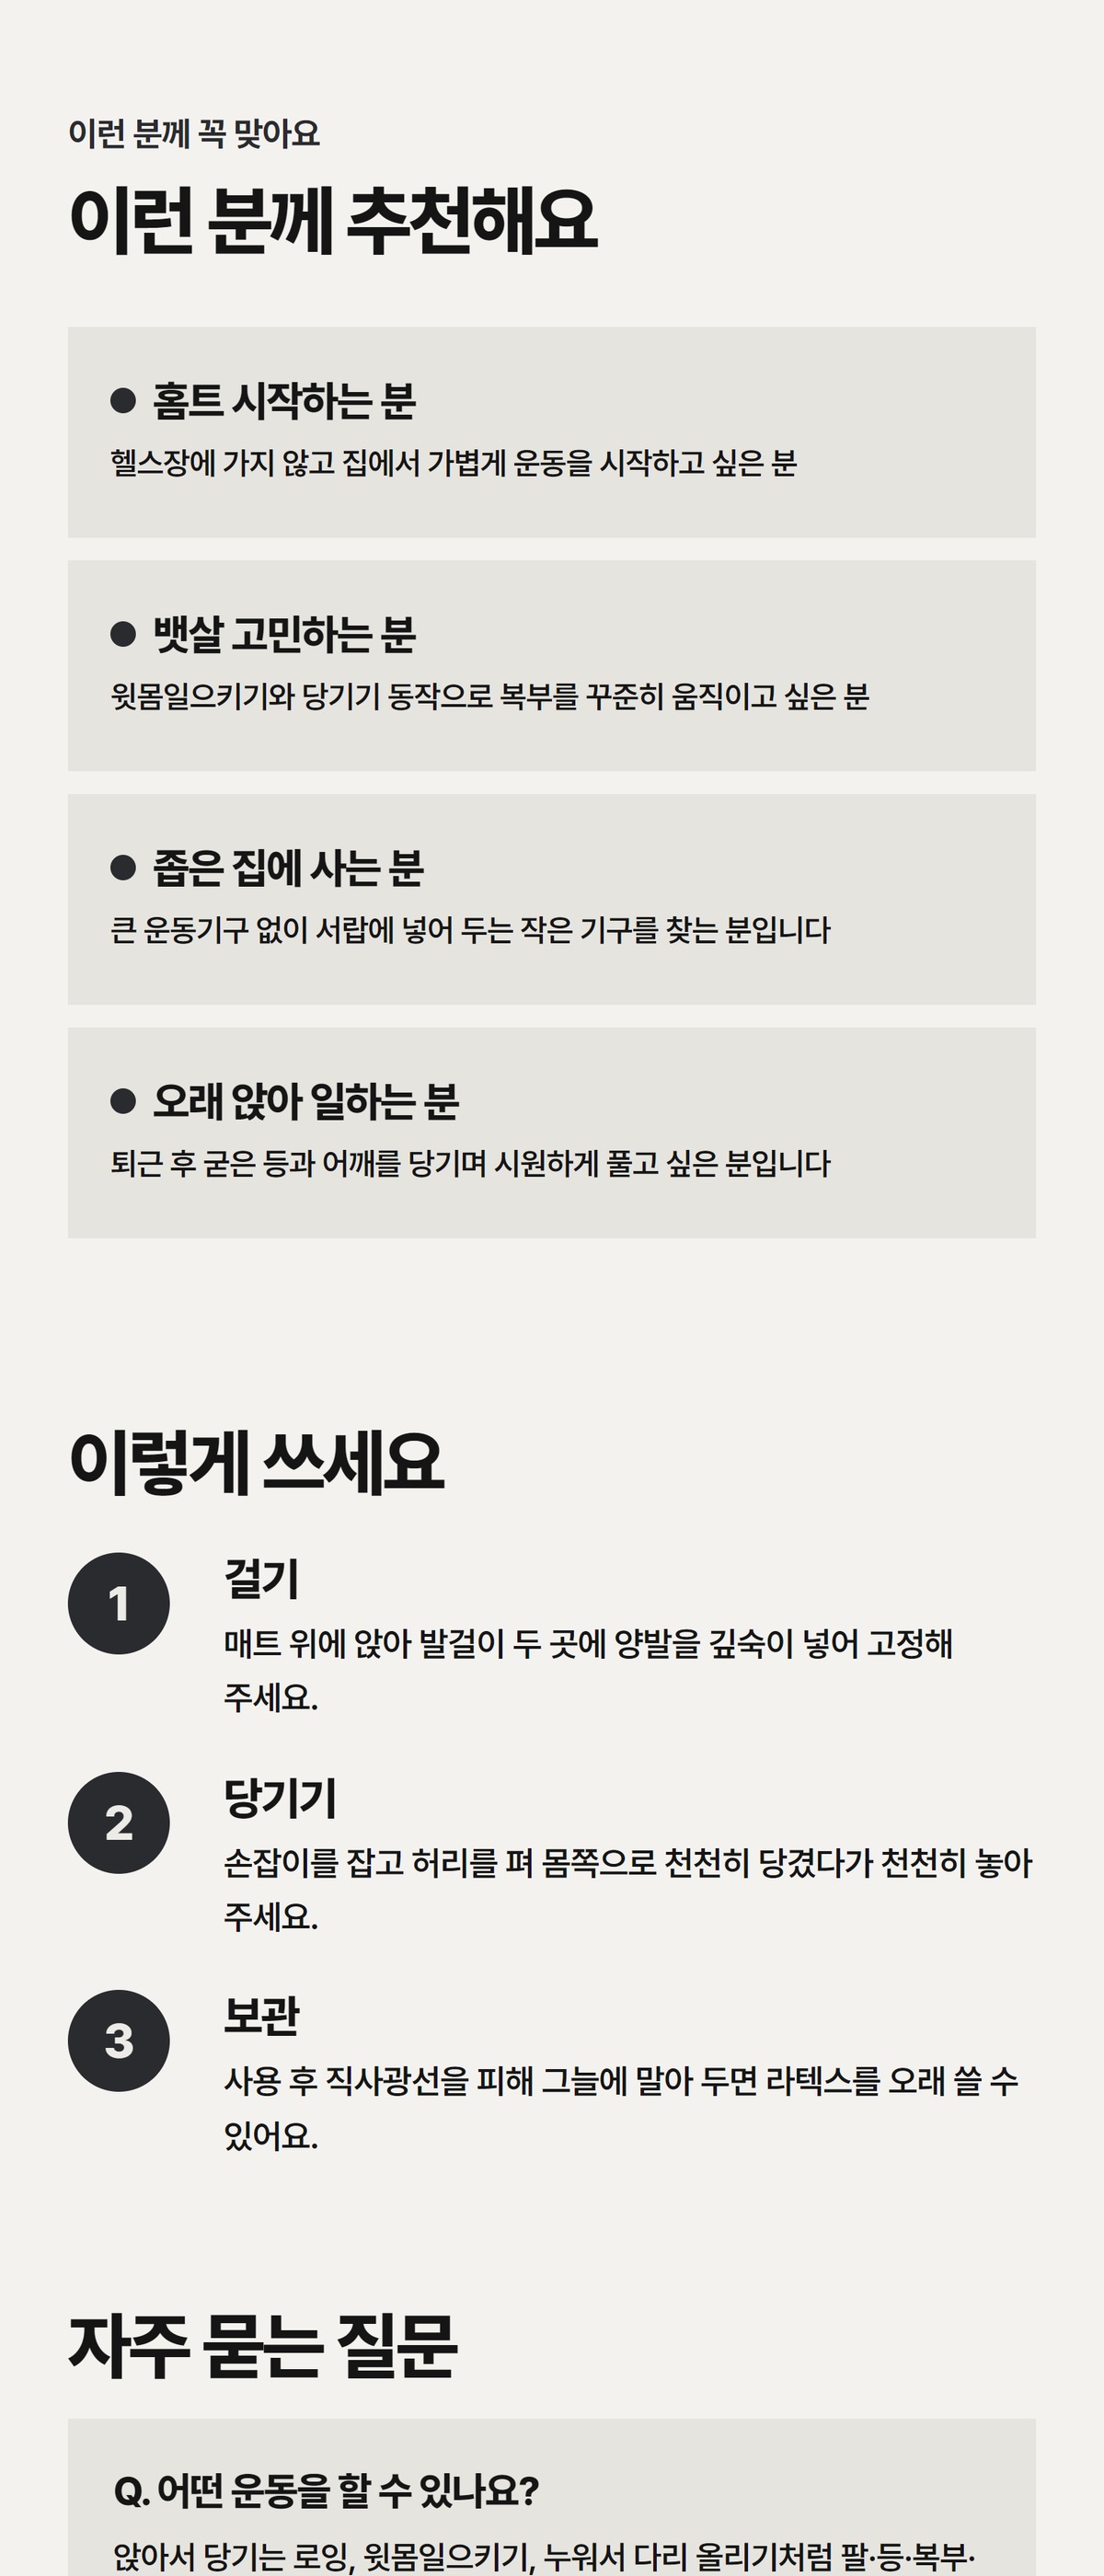 이런 분께 꼭 맞아요
이런 분께 추천해요
홈트 시작하는 분
헬스장에 가지 않고 집에서 가볍게 운동을 시작하고 싶은 분
뱃살 고민하는 분
윗몸일으키기와 당기기 동작으로 복부를 꾸준히 움직이고 싶은 분
좁은 집에 사는 분
큰 운동기구 없이 서랍에 넣어 두는 작은 기구를 찾는 분입니다
오래 앉아 일하는 분
퇴근 후 굳은 등과 어깨를 당기며 시원하게 풀고 싶은 분입니다
이렇게 쓰세요
1
걸기
매트 위에 앉아 발걸이 두 곳에 양발을 깊숙이 넣어 고정해
주세요.
2
당기기
손잡이를 잡고 허리를 펴 몸쪽으로 천천히 당겼다가 천천히 놓아
주세요.
3
보관
사용 후 직사광선을 피해 그늘에 말아 두면 라텍스를 오래 쓸 수
있어요.
자주 묻는 질문
Q. 어떤 운동을 할 수 있나요?
앉아서 당기는 로잉, 윗몸일으키기, 누워서 다리 올리기처럼 팔·등·복부·